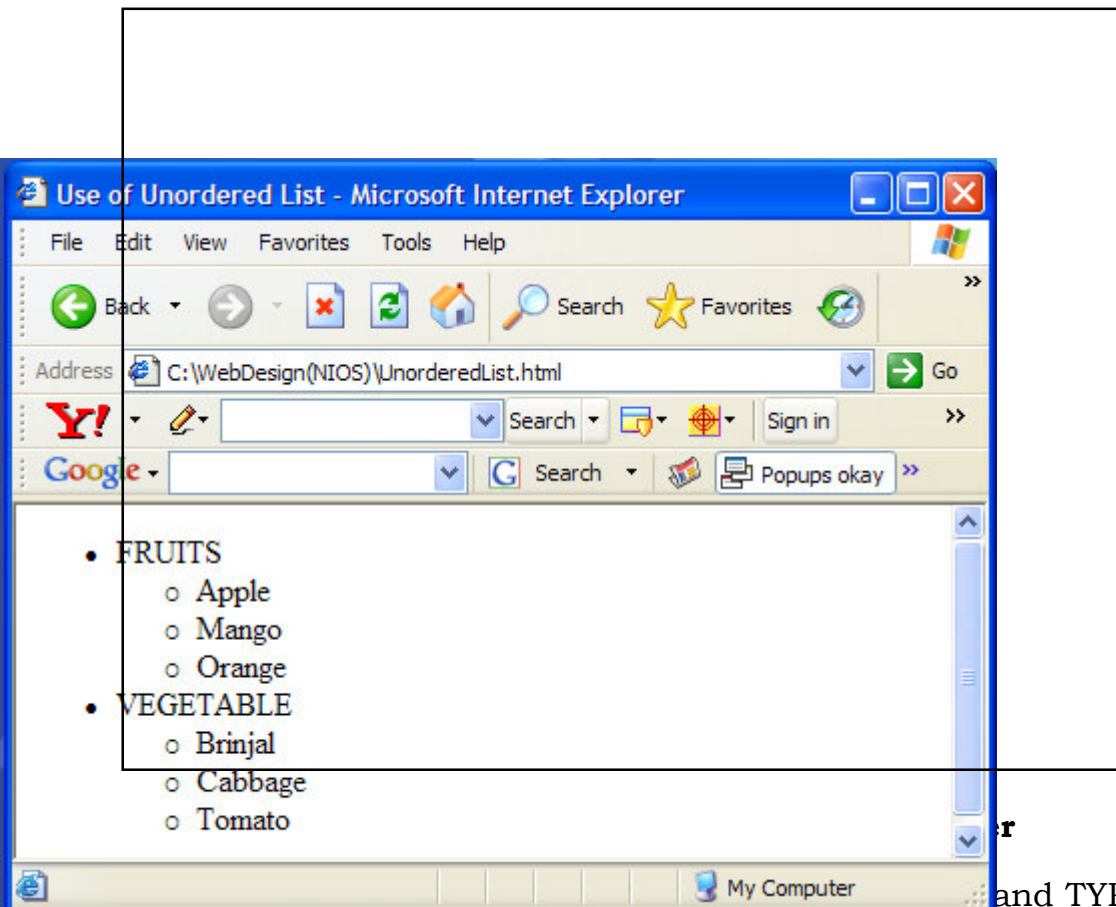 Use of Unordered List - Microsoft Internet Explorer
File Edit View Favorites Tools Help
Back Search Favorites »
Address C:\WebDesign(NIOS)\UnorderedList.html Go
Y! Search Sign in »
Google G Search Popups okay »
• FRUITS
o Apple
o Mango
o Orange
• VEGETABLE
o Brinjal
o Cabbage
o Tomato
er
My Computer
and TYP